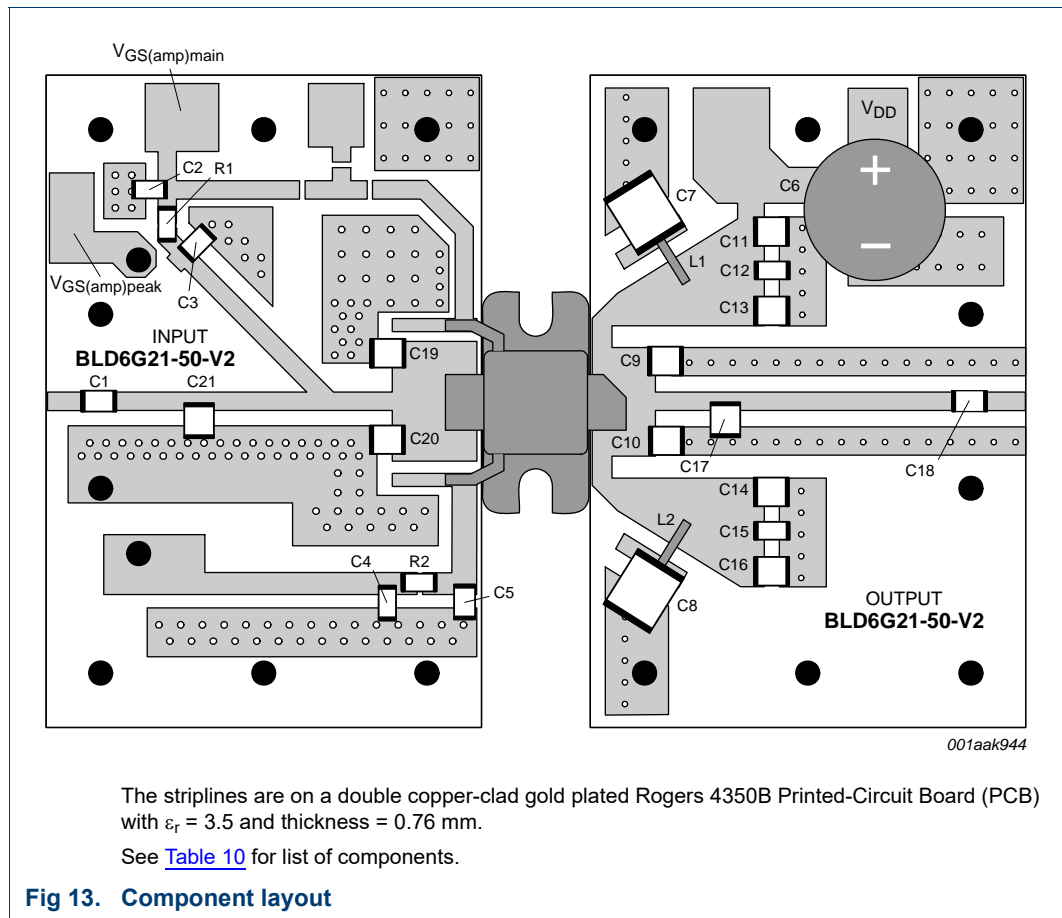 VGS(amp)main
VDD
C2
R1
C6
+
−
C7
C11
C12
C13
L1
C3
VGS(amp)peak
INPUT
BLD6G21-50-V2
C19
C9
C1
C21
C20
C10
C17
C18
C14
C15
C16
L2
C4
R2
C5
C8
OUTPUT
BLD6G21-50-V2
001aak944
The striplines are on a double copper-clad gold plated Rogers 4350B Printed-Circuit Board (PCB)
with εr = 3.5 and thickness = 0.76 mm.
See Table 10 for list of components.
Fig 13. Component layout